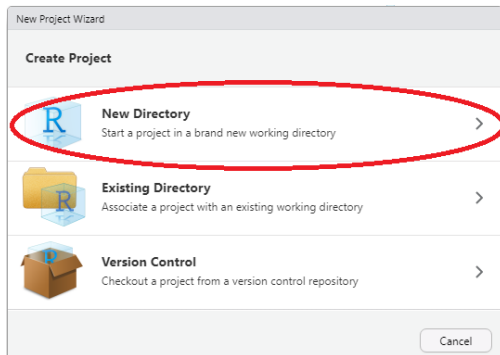 New Project Wizard
Create Project
New Directory
Start a project in a brand new working directory
Existing Directory
Associate a project with an existing working directory
Version Control
Checkout a project from a version control repository
Cancel